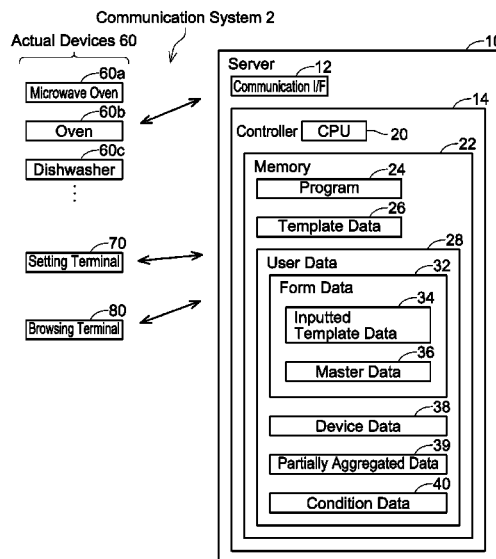 Communication System 2
Actual Devices 60
60a
Microwave Oven
60b
Oven
60c
Dishwasher
70
Setting Terminal
80
Browsing Terminal
10
Server
12
Communication I/F
14
Controller
CPU
20
22
Memory
24
Program
26
Template Data
28
User Data
32
Form Data
34
Inputted
Template Data
36
Master Data
38
Device Data
39
Partially Aggregated Data
40
Condition Data